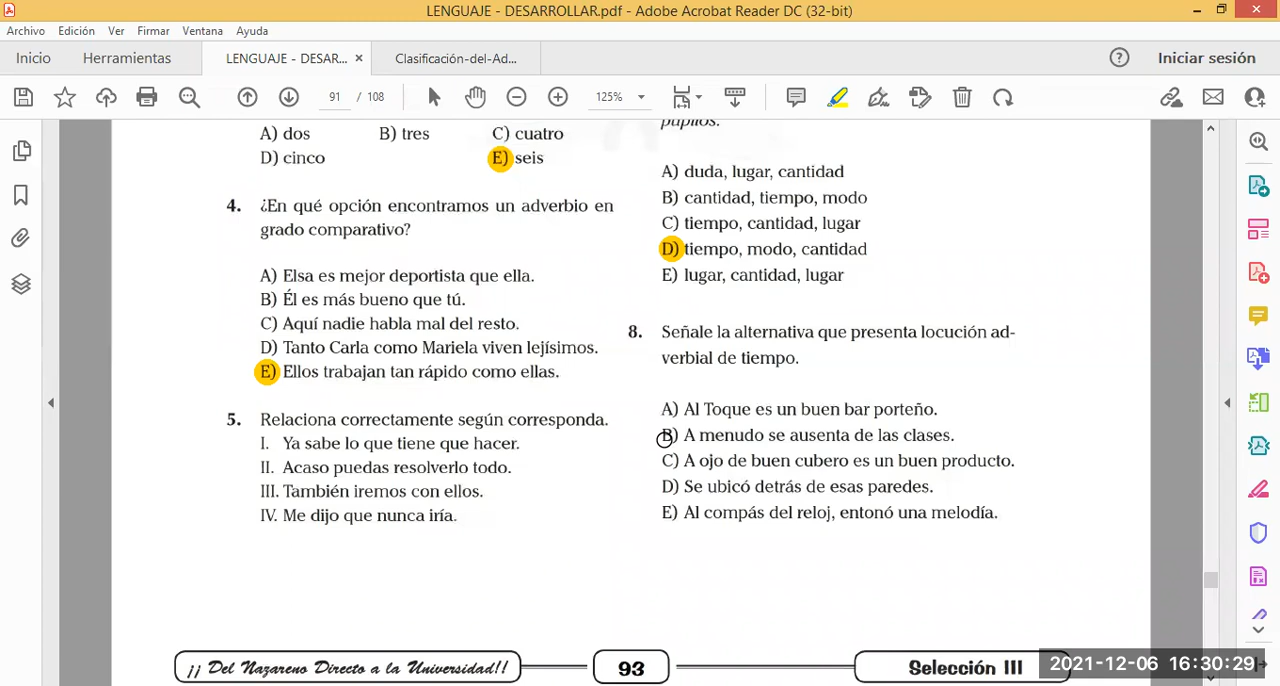 LENGUAJE - DESARROLLAR.pdf - Adobe Acrobat Reader DC (32-bit)
Archivo Edición Ver Firmar Ventana Ayuda
Inicio Herramientas LENGUAJE - DESAR... × Clasificación-del-Ad... Iniciar sesión
91 / 108 125%
A) dos B) tres C) cuatro
D) cinco E) seis
4. ¿En qué opción encontramos un adverbio en
grado comparativo?
A) Elsa es mejor deportista que ella.
B) Él es más bueno que tú.
C) Aquí nadie habla mal del resto.
D) Tanto Carla como Mariela viven lejísimos.
E) Ellos trabajan tan rápido como ellas.
5. Relaciona correctamente según corresponda.
I. Ya sabe lo que tiene que hacer.
II. Acaso puedas resolverlo todo.
III. También iremos con ellos.
IV. Me dijo que nunca iría.
pupilos.
A) duda, lugar, cantidad
B) cantidad, tiempo, modo
C) tiempo, cantidad, lugar
D) tiempo, modo, cantidad
E) lugar, cantidad, lugar
8. Señale la alternativa que presenta locución ad-
verbial de tiempo.
A) Al Toque es un buen bar porteño.
B) A menudo se ausenta de las clases.
C) A ojo de buen cubero es un buen producto.
D) Se ubicó detrás de esas paredes.
E) Al compás del reloj, entonó una melodía.
¡¡ Del Nazareno Directo a la Universidad!! 93 Selección III
2021-12-06 16:30:29